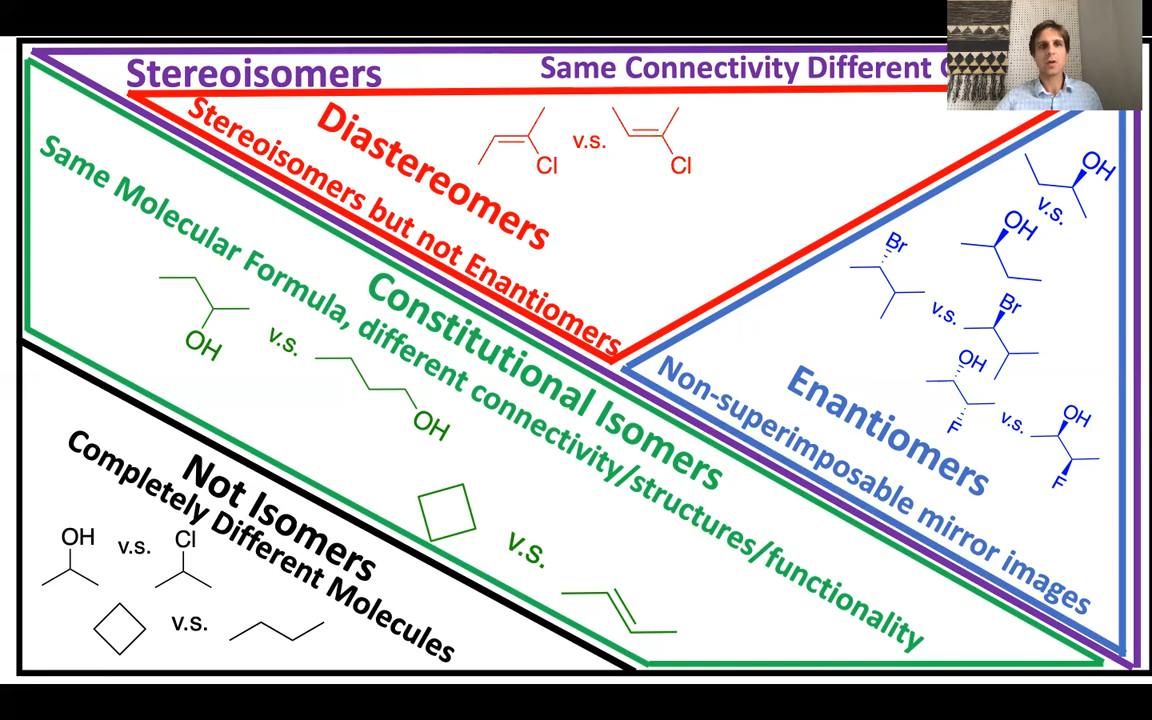 Stereoisomers
Same Connectivity Different
Diastereomers
Stereoisomers but not Enantiomers
Cl
v.s.
Cl
OH
v.s.
OH
Br
v.s.
Br
OH
F
v.s.
OH
F
Enantiomers
Non-superimposable mirror images
Constitutional Isomers
Same Molecular Formula, different connectivity/structures/functionality
OH
v.s.
OH
v.s.
Not Isomers
Completely Different Molecules
OH
v.s.
Cl
v.s.